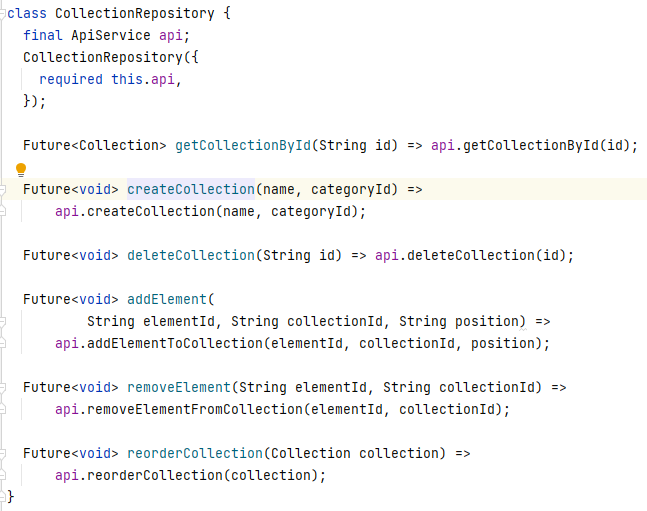 class CollectionRepository {
  final ApiService api;
  CollectionRepository({
    required this.api,
  });
  Future<Collection> getCollectionById(String id) => api.getCollectionById(id);
  Future<void> createCollection(name, categoryId) =>
      api.createCollection(name, categoryId);
  Future<void> deleteCollection(String id) => api.deleteCollection(id);
  Future<void> addElement(
          String elementId, String collectionId, String position) =>
      api.addElementToCollection(elementId, collectionId, position);
  Future<void> removeElement(String elementId, String collectionId) =>
      api.removeElementFromCollection(elementId, collectionId);
  Future<void> reorderCollection(Collection collection) =>
      api.reorderCollection(collection);
}